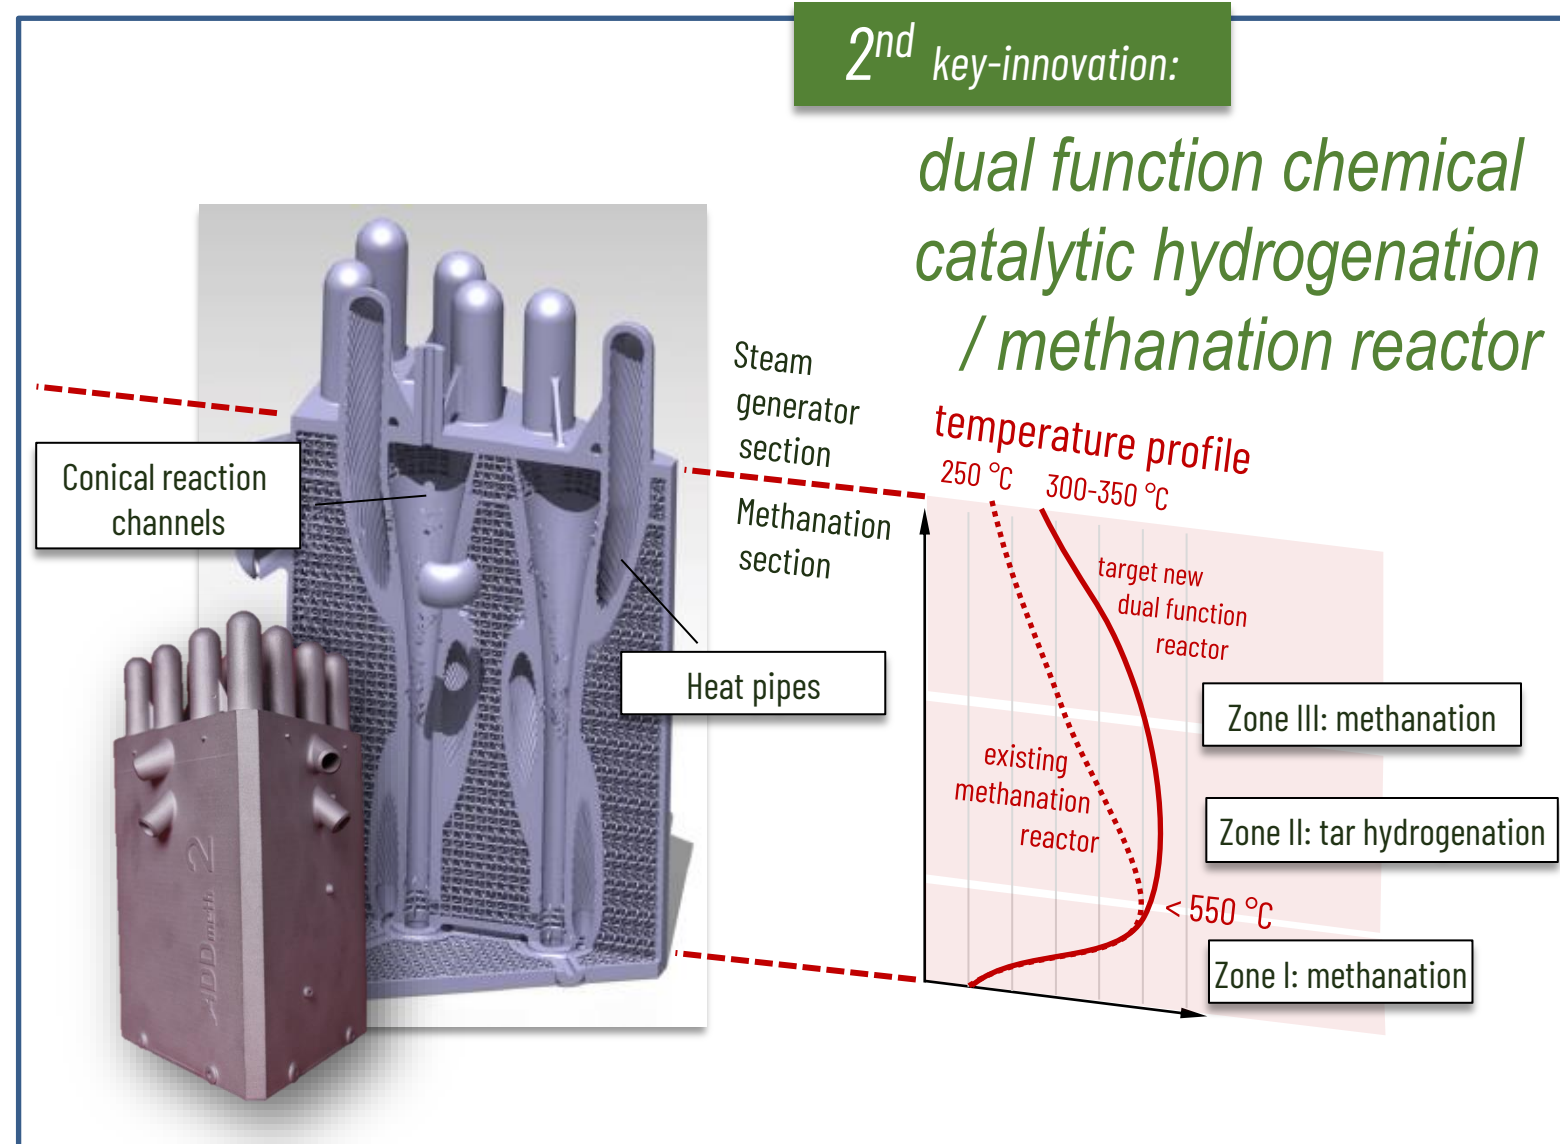 2nd key-innovation:
dual function chemical
catalytic hydrogenation
/ methanation reactor
Steam
generator
section
temperature profile
250 °C
300-350 °C
Conical reaction
channels
Methanation
section
target new
dual function
reactor
Heat pipes
Zone III: methanation
existing
methanation
reactor
Zone II: tar hydrogenation
< 550 °C
Zone I: methanation
ADDmeth 2